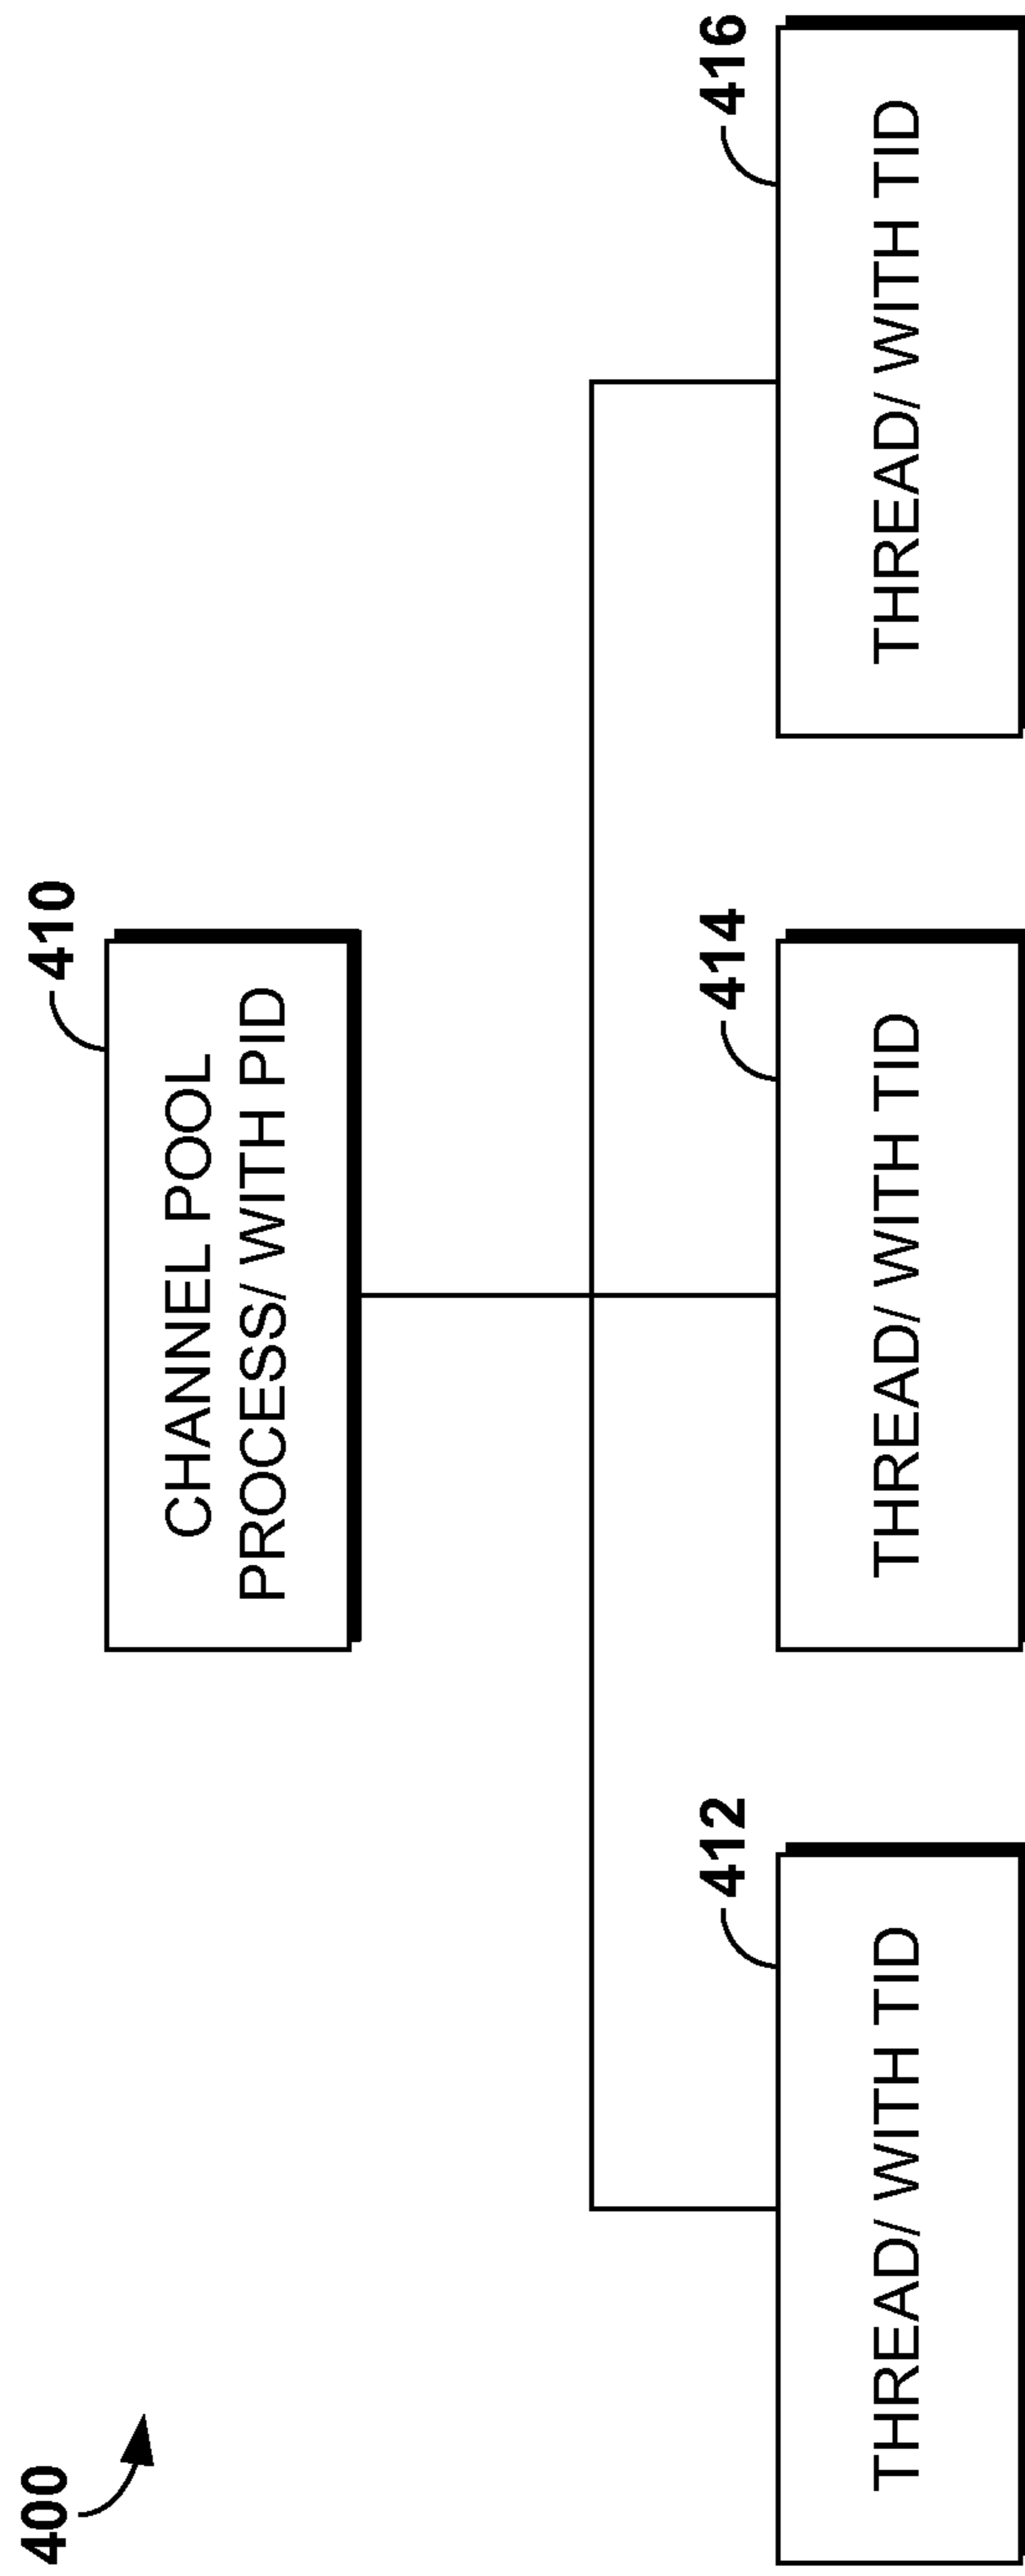 400
410
CHANNEL POOL
PROCESS/ WITH PID
412
THREAD/ WITH TID
414
THREAD/ WITH TID
416
THREAD/ WITH TID